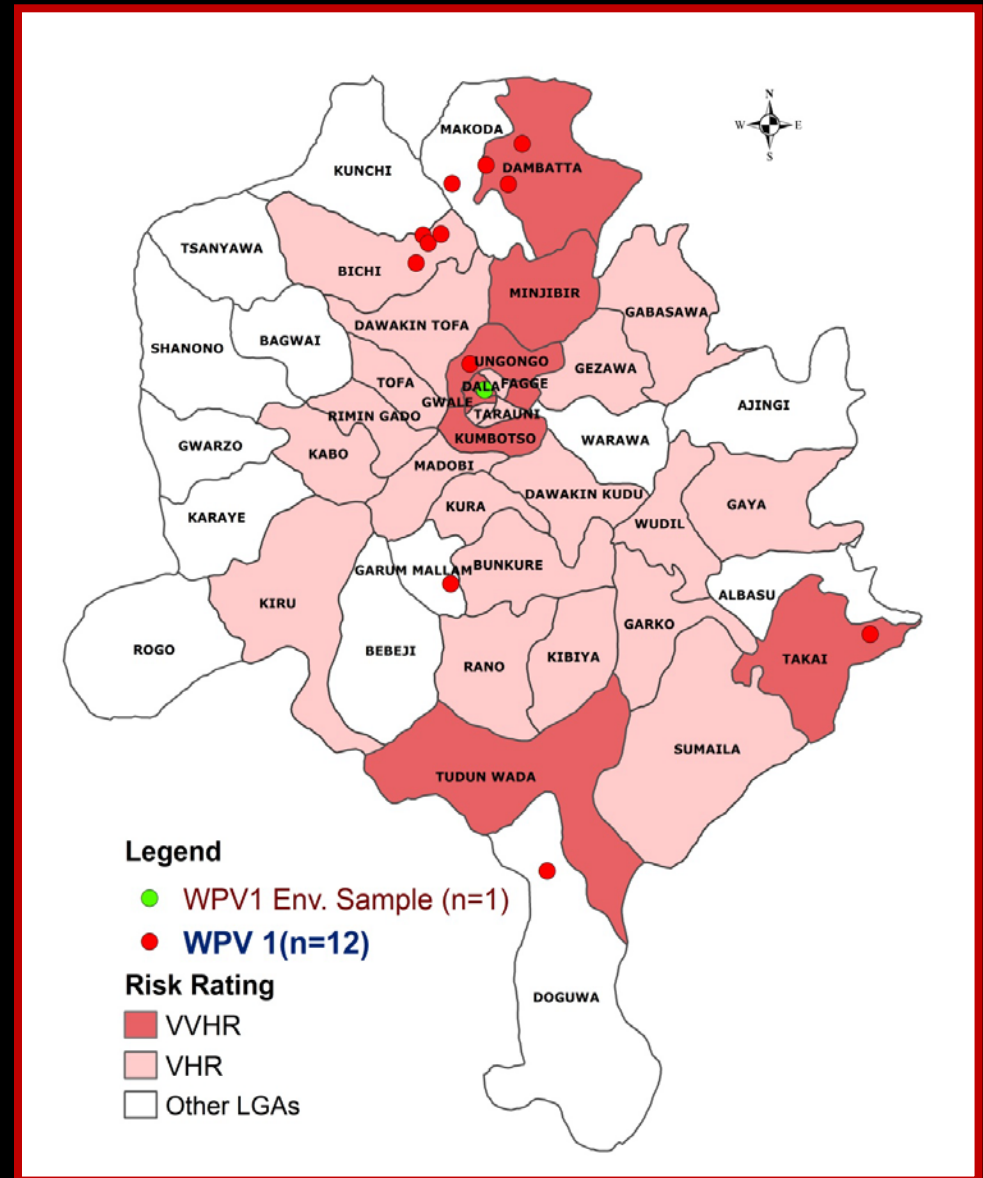 N
W E
S
MAKODA
KUNCHI
DAMBATTA
TSANYAWA
BICHI
MINJIBIR
GABASAWA
DAWAKIN TOFA
BAGWAI
SHANONO
UNGONGO
GEZAWA
TOFA
DALA
FAGGE
GWALE
AJINGI
RIMIN GADO
TARAUNI
KUMBOTSO
WARAWA
GWARZO
KABO
MADOBI
DAWAKIN KUDU
KURA
GAYA
KARAYE
WUDIL
GARUM MALLAM
BUNKURE
ALBASU
KIRU
GARKO
ROGO
BEBEJI
RANO
KIBIYA
TAKAI
SUMAILA
TUDUN WADA
Legend
WPV1 Env. Sample (n=1)
WPV 1(n=12)
Risk Rating
DOGUWA
VVHR
VHR
Other LGAs